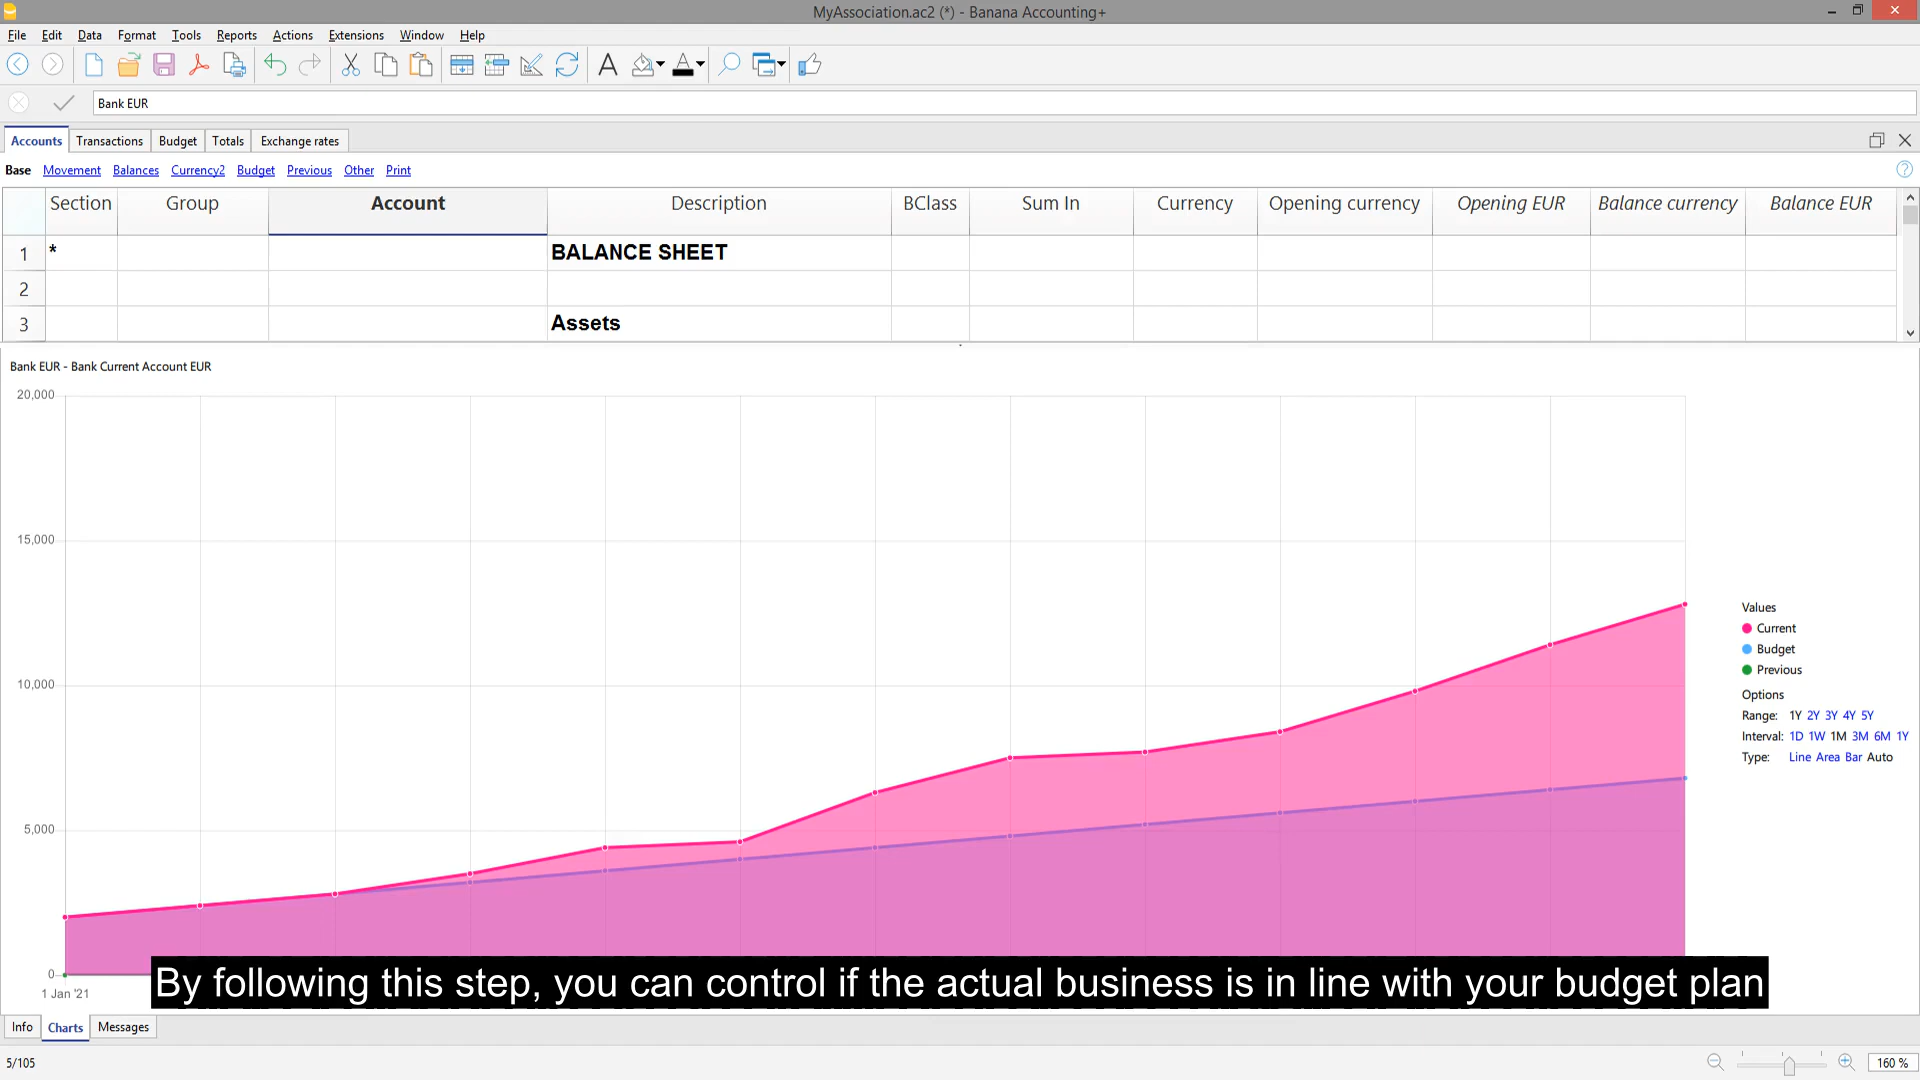 MyAssociation.ac2 (*) - Banana Accounting+
File Edit Data Format Tools Reports Actions Extensions Window Help
Bank EUR
Accounts Transactions Budget Totals Exchange rates
Base Movement Balances Currency2 Budget Previous Other Print
Section Group Account Description BClass Sum In Currency Opening currency Opening EUR Balance currency Balance EUR
1 * BALANCE SHEET
2
3 Assets
Bank EUR - Bank Current Account EUR
20,000
15,000
10,000
5,000
0
1 Jan '21
Values
Current
Budget
Previous
Options
Range: 1Y 2Y 3Y 4Y 5Y
Interval: 1D 1W 1M 3M 6M 1Y
Type: Line Area Bar Auto
By following this step, you can control if the actual business is in line with your budget plan
Info Charts Messages
5/105 160 %